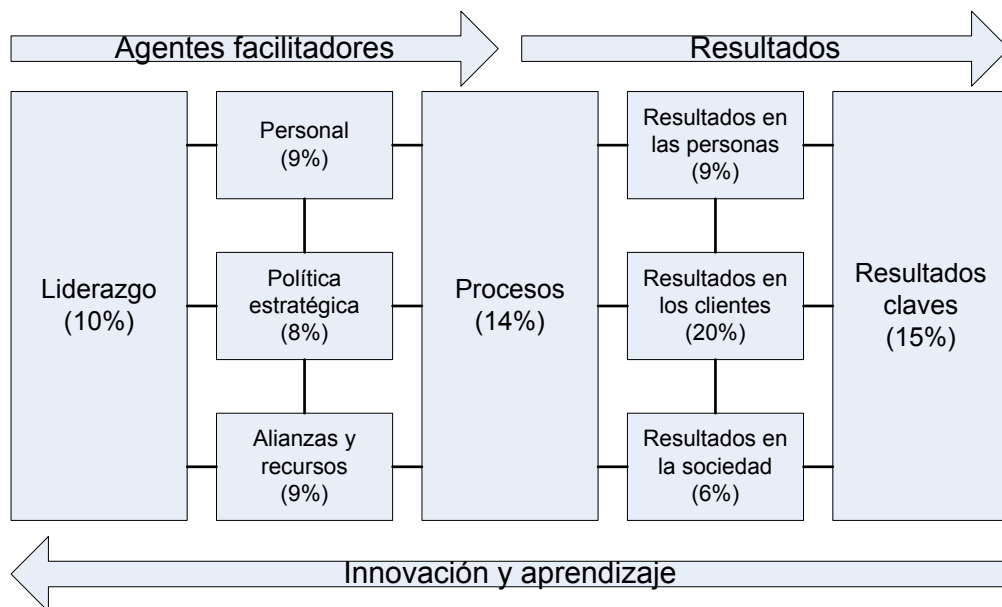 Agentes facilitadores
Resultados
Liderazgo
(10%)
Personal
(9%)
Política
estratégica
(8%)
Alianzas y
recursos
(9%)
Procesos
(14%)
Resultados en
las personas
(9%)
Resultados en
los clientes
(20%)
Resultados en
la sociedad
(6%)
Resultados
claves
(15%)
Innovación y aprendizaje